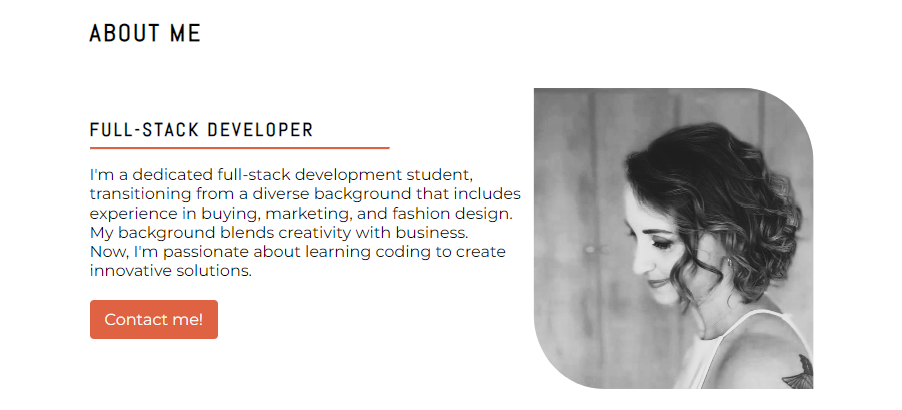 ABOUT ME
FULL-STACK DEVELOPER
I'm a dedicated full-stack development student,
transitioning from a diverse background that includes
experience in buying, marketing, and fashion design.
My background blends creativity with business.
Now, I'm passionate about learning coding to create
innovative solutions.
Contact me!